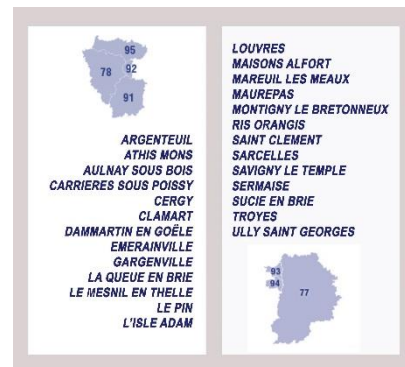 95
78
92
91
ARGENTEUIL
ATHIS MONS
AULNAY SOUS BOIS
CARRIERES SOUS POISSY
CERGY
CLAMART
DAMMARTIN EN GOËLE
EMERAINVILLE
GARGENVILLE
LA QUEUE EN BRIE
LE MESNIL EN THELLE
LE PIN
L'ISLE ADAM
LOUVRES
MAISONS ALFORT
MAREUIL LES MEAUX
MAUREPAS
MONTIGNY LE BRETONNEUX
RIS ORANGIS
SAINT CLEMENT
SARCELLES
SAVIGNY LE TEMPLE
SERMAISE
SUCIE EN BRIE
TROYES
ULLY SAINT GEORGES
93
94
77